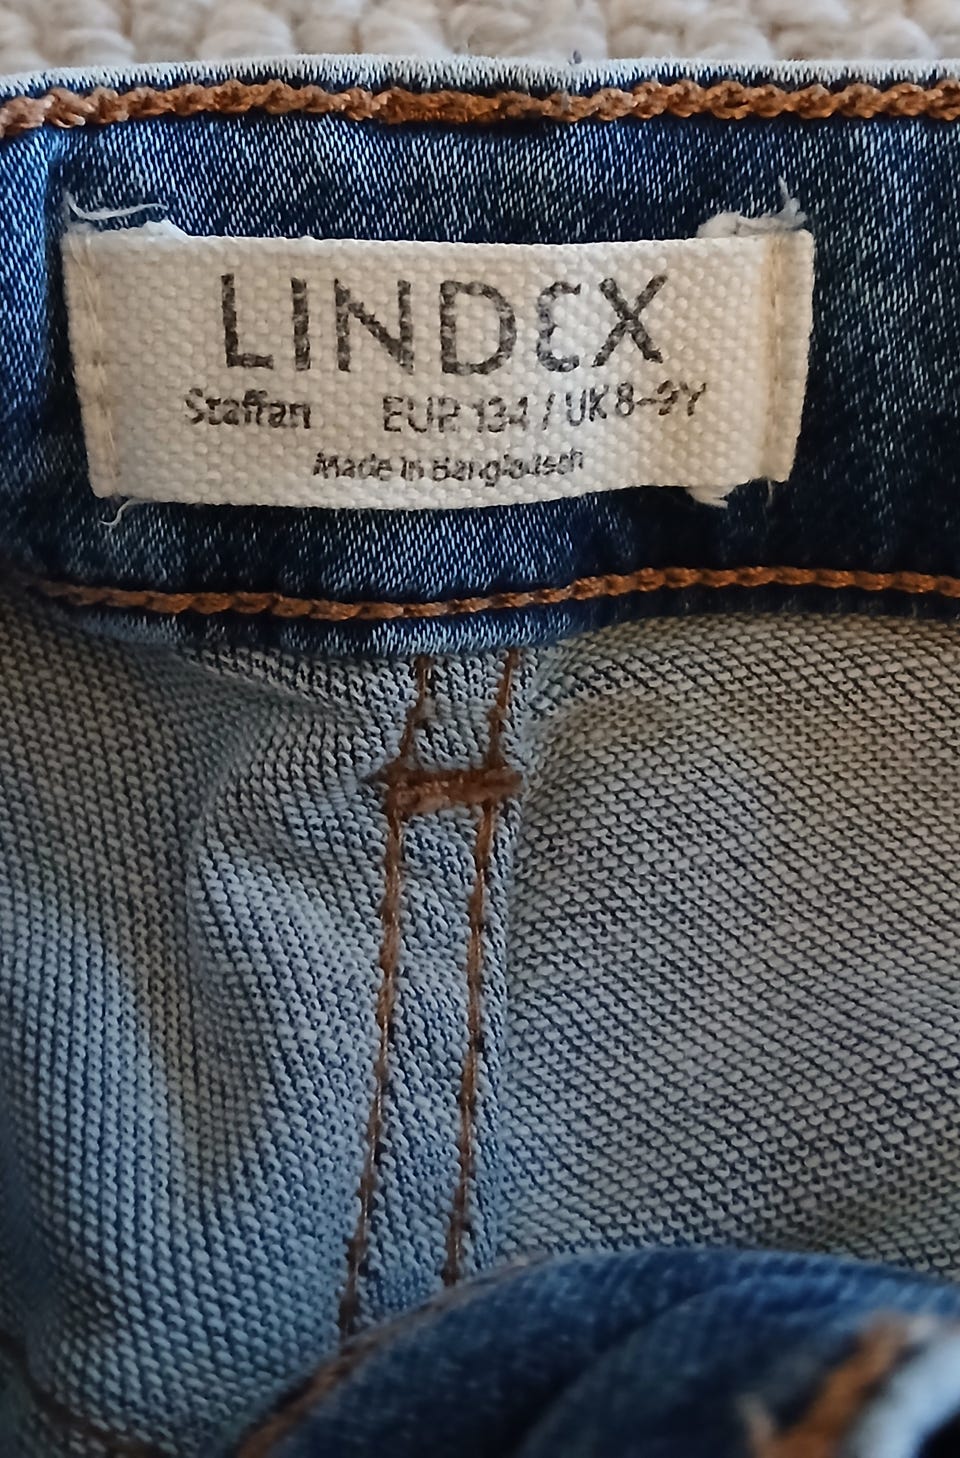 LINDEX
Staffan EUR 134 / UK 8-9Y
Made in Bangladesh